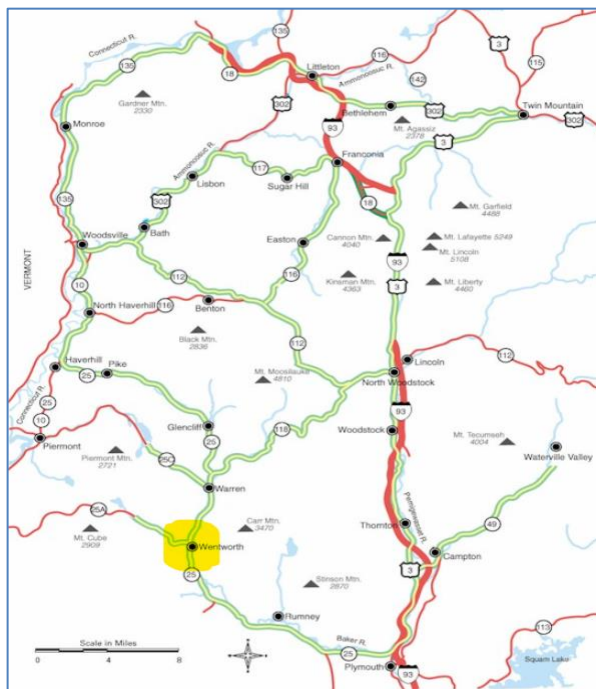 135
116
3
115
Connecticut R.
Littleton
135
18
Ammonoosuc R.
142
302
Gardner Mtn.
2330
Bethlehem
302
Twin Mountain
302
Monroe
93
Mt. Agassiz
2378
3
Ammonoosuc R.
Franconia
117
Lisbon
Sugar Hill
18
Mt. Garfield
4488
135
302
Bath
Woodsville
Easton
Cannon Mtn.
4040
Mt. Lafayette 5249
Mt. Lincoln
5108
93
VERMONT
10
112
116
Kinsman Mtn.
4363
3
Mt. Liberty
4460
North Haverhill
116
Benton
Black Mtn.
2836
112
Lincoln
112
Haverhill
Pike
25
Mt. Moosilauke
4810
North Woodstock
Connecticut R.
25
10
93
Glencliff
Woodstock
Mt. Tecumseh
4004
Waterville Valley
25
118
Piermont
Piermont Mtn.
2721
25C
Warren
Pemigewasset R.
25A
49
Mt. Cube
2909
Carr Mtn.
3470
Thornton
Wentworth
Campton
25
3
Stinson Mtn.
2870
Rumney
Baker R.
113
Scale in Miles
0 4 8
25
Plymouth
93
Squam Lake